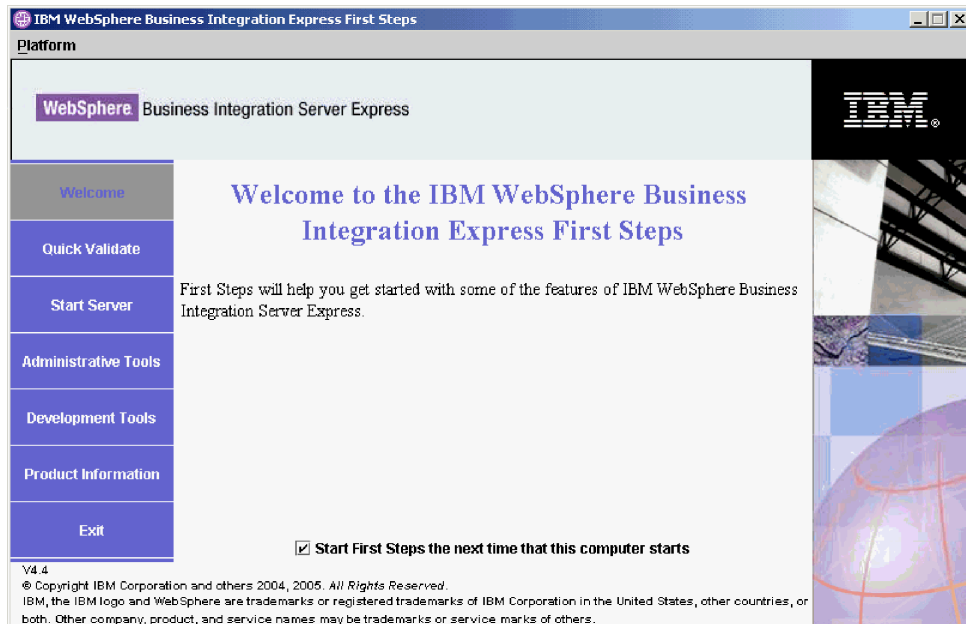 IBM WebSphere Business Integration Express First Steps
Platform
WebSphere Business Integration Server Express
IBM®
Welcome
Quick Validate
Start Server
Administrative Tools
Development Tools
Product Information
Exit
Welcome to the IBM WebSphere Business
Integration Express First Steps
First Steps will help you get started with some of the features of IBM WebSphere Business
Integration Server Express.
Start First Steps the next time that this computer starts
V4.4
© Copyright IBM Corporation and others 2004, 2005. All Rights Reserved.
IBM, the IBM logo and WebSphere are trademarks or registered trademarks of IBM Corporation in the United States, other countries, or
both. Other company, product, and service names may be trademarks or service marks of others.